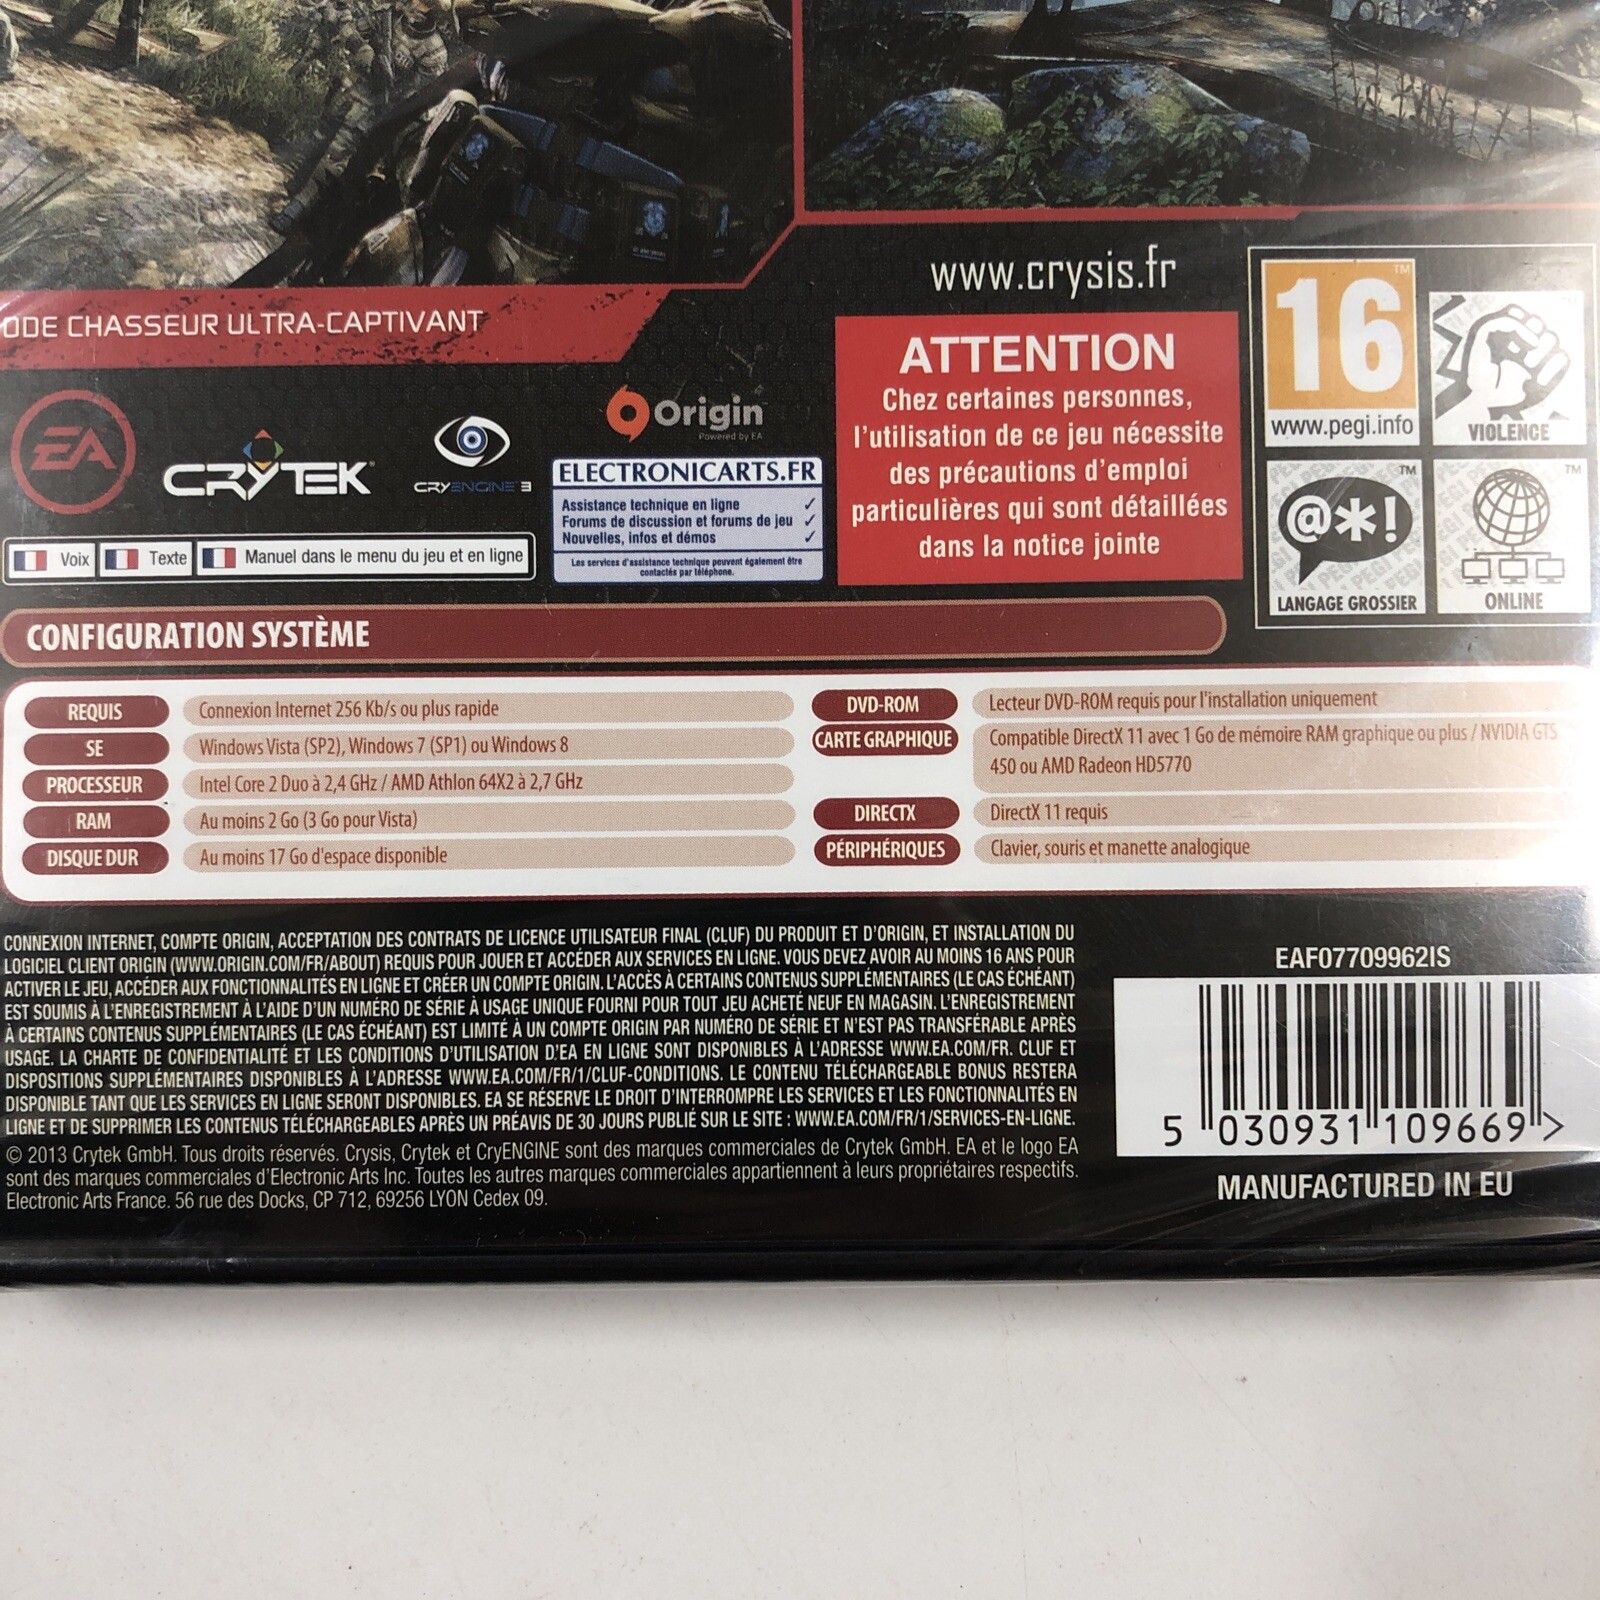 ODE CHASSEUR ULTRA-CAPTIVANT
www.crysis.fr
ATTENTION
Chez certaines personnes,
l'utilisation de ce jeu nécessite
des précautions d'emploi
particulières qui sont détaillées
dans la notice jointe
16
www.pegi.info
VIOLENCE
@*!
LANGAGE GROSSIER
ONLINE
EA
CRYTEK
CRYENGINE 3
Origin
Powered by EA
ELECTRONICARTS.FR
Assistance technique en ligne ✓
Forums de discussion et forums de jeu ✓
Nouvelles, infos et démos ✓
Les services d'assistance technique peuvent également être
contactés par téléphone.
Voix
Texte
Manuel dans le menu du jeu et en ligne
CONFIGURATION SYSTÈME
REQUIS Connexion Internet 256 Kb/s ou plus rapide
SE Windows Vista (SP2), Windows 7 (SP1) ou Windows 8
PROCESSEUR Intel Core 2 Duo à 2,4 GHz / AMD Athlon 64X2 à 2,7 GHz
RAM Au moins 2 Go (3 Go pour Vista)
DISQUE DUR Au moins 17 Go d'espace disponible
DVD-ROM Lecteur DVD-ROM requis pour l'installation uniquement
CARTE GRAPHIQUE Compatible DirectX 11 avec 1 Go de mémoire RAM graphique ou plus / NVIDIA GTS
450 ou AMD Radeon HD5770
DIRECTX DirectX 11 requis
PÉRIPHÉRIQUES Clavier, souris et manette analogique
CONNEXION INTERNET, COMPTE ORIGIN, ACCEPTATION DES CONTRATS DE LICENCE UTILISATEUR FINAL (CLUF) DU PRODUIT ET D'ORIGIN, ET INSTALLATION DU
LOGICIEL CLIENT ORIGIN (WWW.ORIGIN.COM/FR/ABOUT) REQUIS POUR JOUER ET ACCÉDER AUX SERVICES EN LIGNE. VOUS DEVEZ AVOIR AU MOINS 16 ANS POUR
ACTIVER LE JEU, ACCÉDER AUX FONCTIONNALITÉS EN LIGNE ET CRÉER UN COMPTE ORIGIN. L'ACCÈS À CERTAINS CONTENUS SUPPLÉMENTAIRES (LE CAS ÉCHÉANT)
EST SOUMIS À L'ENREGISTREMENT À L'AIDE D'UN NUMÉRO DE SÉRIE À USAGE UNIQUE FOURNI POUR TOUT JEU ACHETÉ NEUF EN MAGASIN. L'ENREGISTREMENT
À CERTAINS CONTENUS SUPPLÉMENTAIRES (LE CAS ÉCHÉANT) EST LIMITÉ À UN COMPTE ORIGIN PAR NUMÉRO DE SÉRIE ET N'EST PAS TRANSFÉRABLE APRÈS
USAGE. LA CHARTE DE CONFIDENTIALITÉ ET LES CONDITIONS D'UTILISATION D'EA EN LIGNE SONT DISPONIBLES À L'ADRESSE WWW.EA.COM/FR. CLUF ET
DISPOSITIONS SUPPLÉMENTAIRES DISPONIBLES À L'ADRESSE WWW.EA.COM/FR/1/CLUF-CONDITIONS. LE CONTENU TÉLÉCHARGEABLE BONUS RESTERA
DISPONIBLE TANT QUE LES SERVICES EN LIGNE SERONT DISPONIBLES. EA SE RÉSERVE LE DROIT D'INTERROMPRE LES SERVICES ET LES FONCTIONNALITÉS EN
LIGNE ET DE SUPPRIMER LES CONTENUS TÉLÉCHARGEABLES APRÈS UN PRÉAVIS DE 30 JOURS PUBLIÉ SUR LE SITE : WWW.EA.COM/FR/1/SERVICES-EN-LIGNE.
© 2013 Crytek GmbH. Tous droits réservés. Crysis, Crytek et CryENGINE sont des marques commerciales de Crytek GmbH. EA et le logo EA
sont des marques commerciales d'Electronic Arts Inc. Toutes les autres marques commerciales appartiennent à leurs propriétaires respectifs.
Electronic Arts France. 56 rue des Docks, CP 712, 69256 LYON Cedex 09.
EAF07709962IS
5 030931 109669 >
MANUFACTURED IN EU